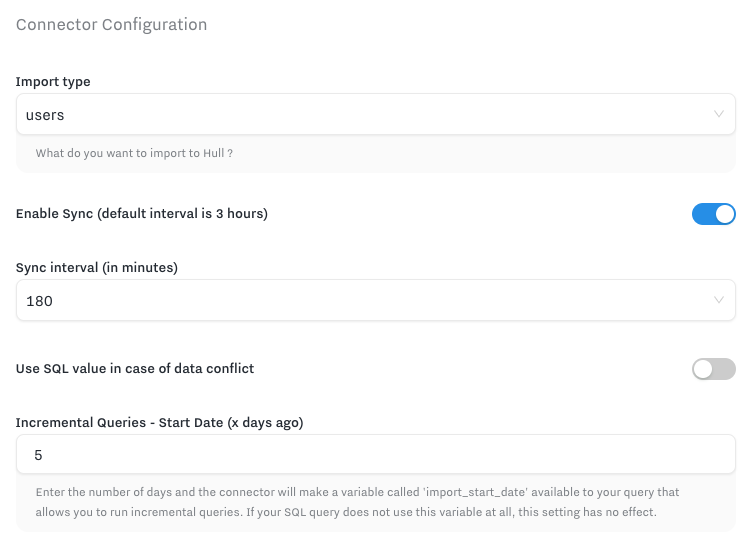 Connector Configuration
Import type
users
What do you want to import to Hull ?
Enable Sync (default interval is 3 hours)
Sync interval (in minutes)
180
Use SQL value in case of data conflict
Incremental Queries - Start Date (x days ago)
5
Enter the number of days and the connector will make a variable called 'import_start_date' available to your query that
allows you to run incremental queries. If your SQL query does not use this variable at all, this setting has no effect.